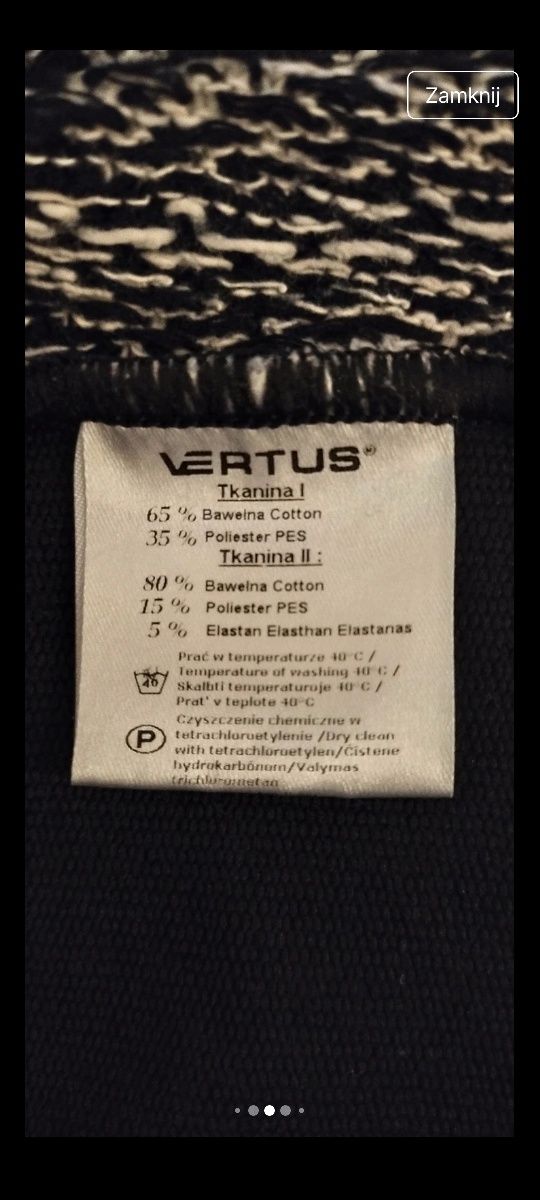 Zamknij
VERTUS®
Tkanina I
65 % Bawełna Cotton
35 % Poliester PES
Tkanina II :
80 % Bawełna Cotton
15 % Poliester PES
5 % Elastan Elasthan Elastanas
Prać w temperaturze 40°C /
Temperature of washing 40°C /
40
Skalbti temperaturoje 40°C /
Prat' v teplote 40°C
Czyszczenie chemiczne w
P
tetrachloroetylenie /Dry clean
with tetrachloroetylen/Čistene
hydrokarbónom/Valymas
trichlorometan